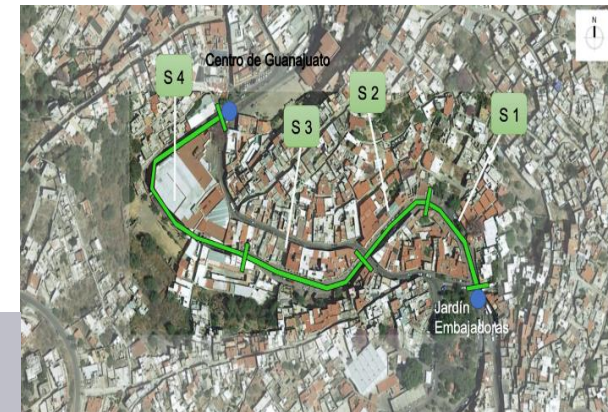 Centro de Guanajuato
S 4
S 3
S 2
S 1
N
Jardín
Embajadoras